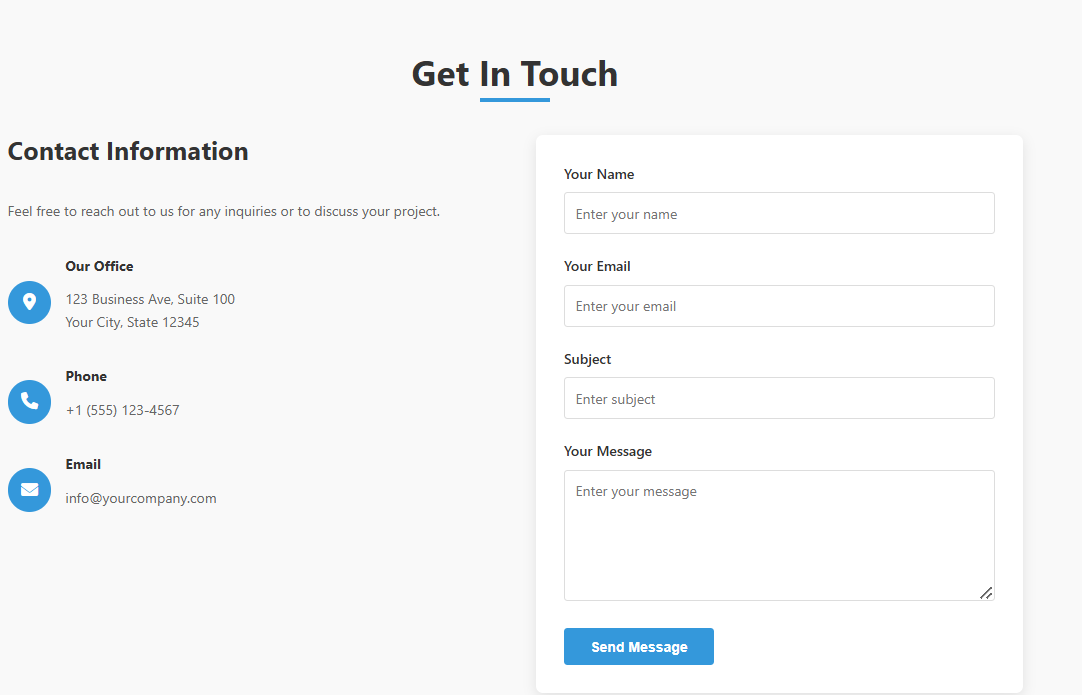 Get In Touch
Contact Information
Feel free to reach out to us for any inquiries or to discuss your project.
Our Office
123 Business Ave, Suite 100
Your City, State 12345
Phone
+1 (555) 123-4567
Email
info@yourcompany.com
Your Name
Enter your name
Your Email
Enter your email
Subject
Enter subject
Your Message
Enter your message
Send Message